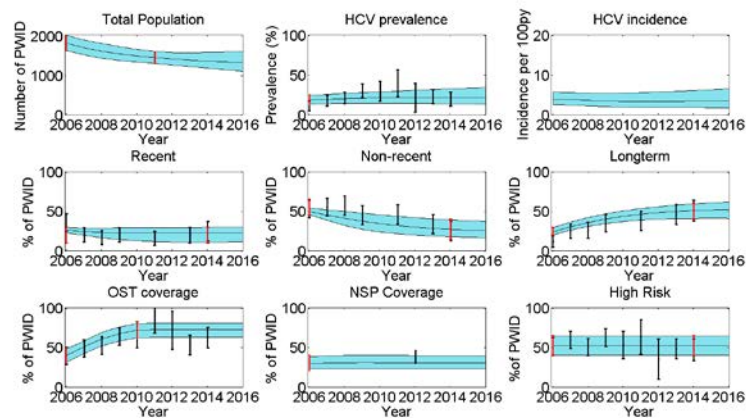 Total Population
HCV prevalence
HCV incidence
Number of PWID
2000
1000
0
2006 2008 2010 2012 2014 2016
Year
Prevalence (%)
100
50
0
2006 2008 2010 2012 2014 2016
Year
Incidence per 100py
20
10
0
2006 2008 2010 2012 2014 2016
Year
Recent
Non-recent
Longterm
% of PWID
100
50
0
2006 2008 2010 2012 2014 2016
Year
% of PWID
100
50
0
2006 2008 2010 2012 2014 2016
Year
% of PWID
100
50
0
2006 2008 2010 2012 2014 2016
Year
OST coverage
NSP Coverage
High Risk
% of PWID
100
50
0
2006 2008 2010 2012 2014 2016
Year
% of PWID
100
50
0
2006 2008 2010 2012 2014 2016
Year
%of PWID
100
50
0
2006 2008 2010 2012 2014 2016
Year